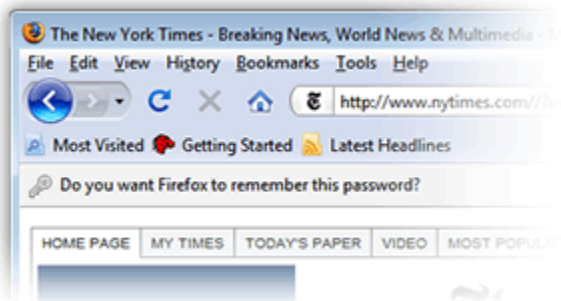 The New York Times - Breaking News, World News & Multimedia -
File Edit View History Bookmarks Tools Help
http://www.nytimes.com//?
Most Visited Getting Started Latest Headlines
Do you want Firefox to remember this password?
HOME PAGE MY TIMES TODAY'S PAPER VIDEO MOST POPULA